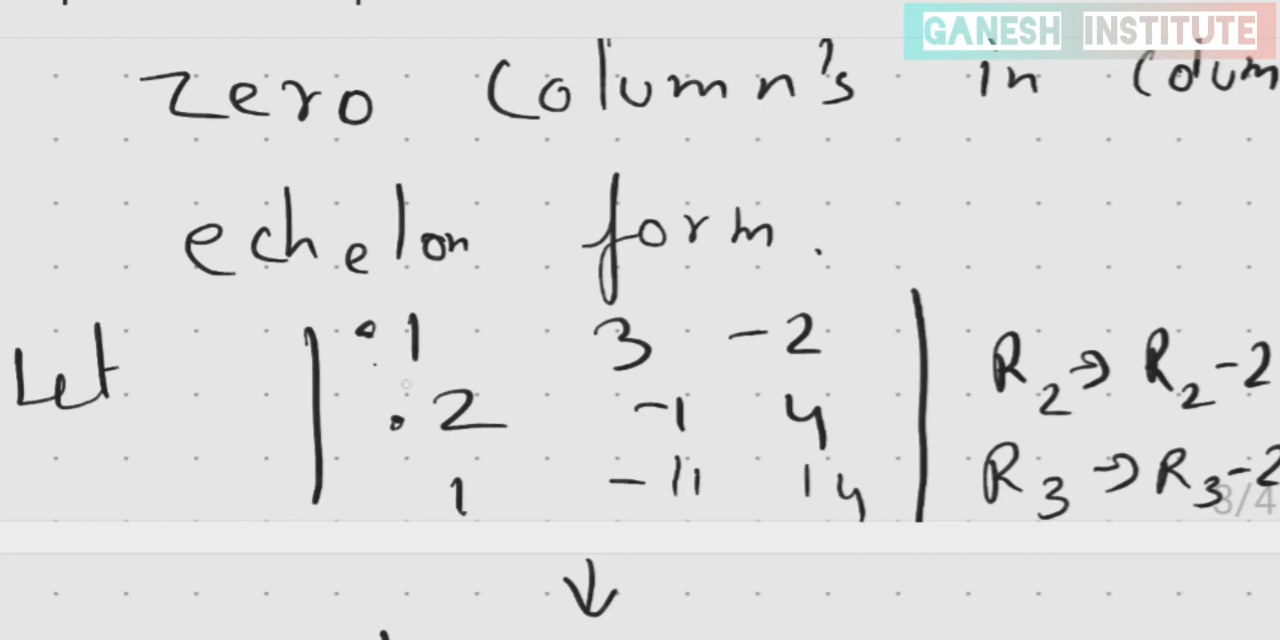 GANESH INSTITUTE
Zero Column's in Colum
echelon form.
Let 1 3 -2 R2 → R2 -2
2 -1 4
1 -11 14 R3 → R3 -2
3/4